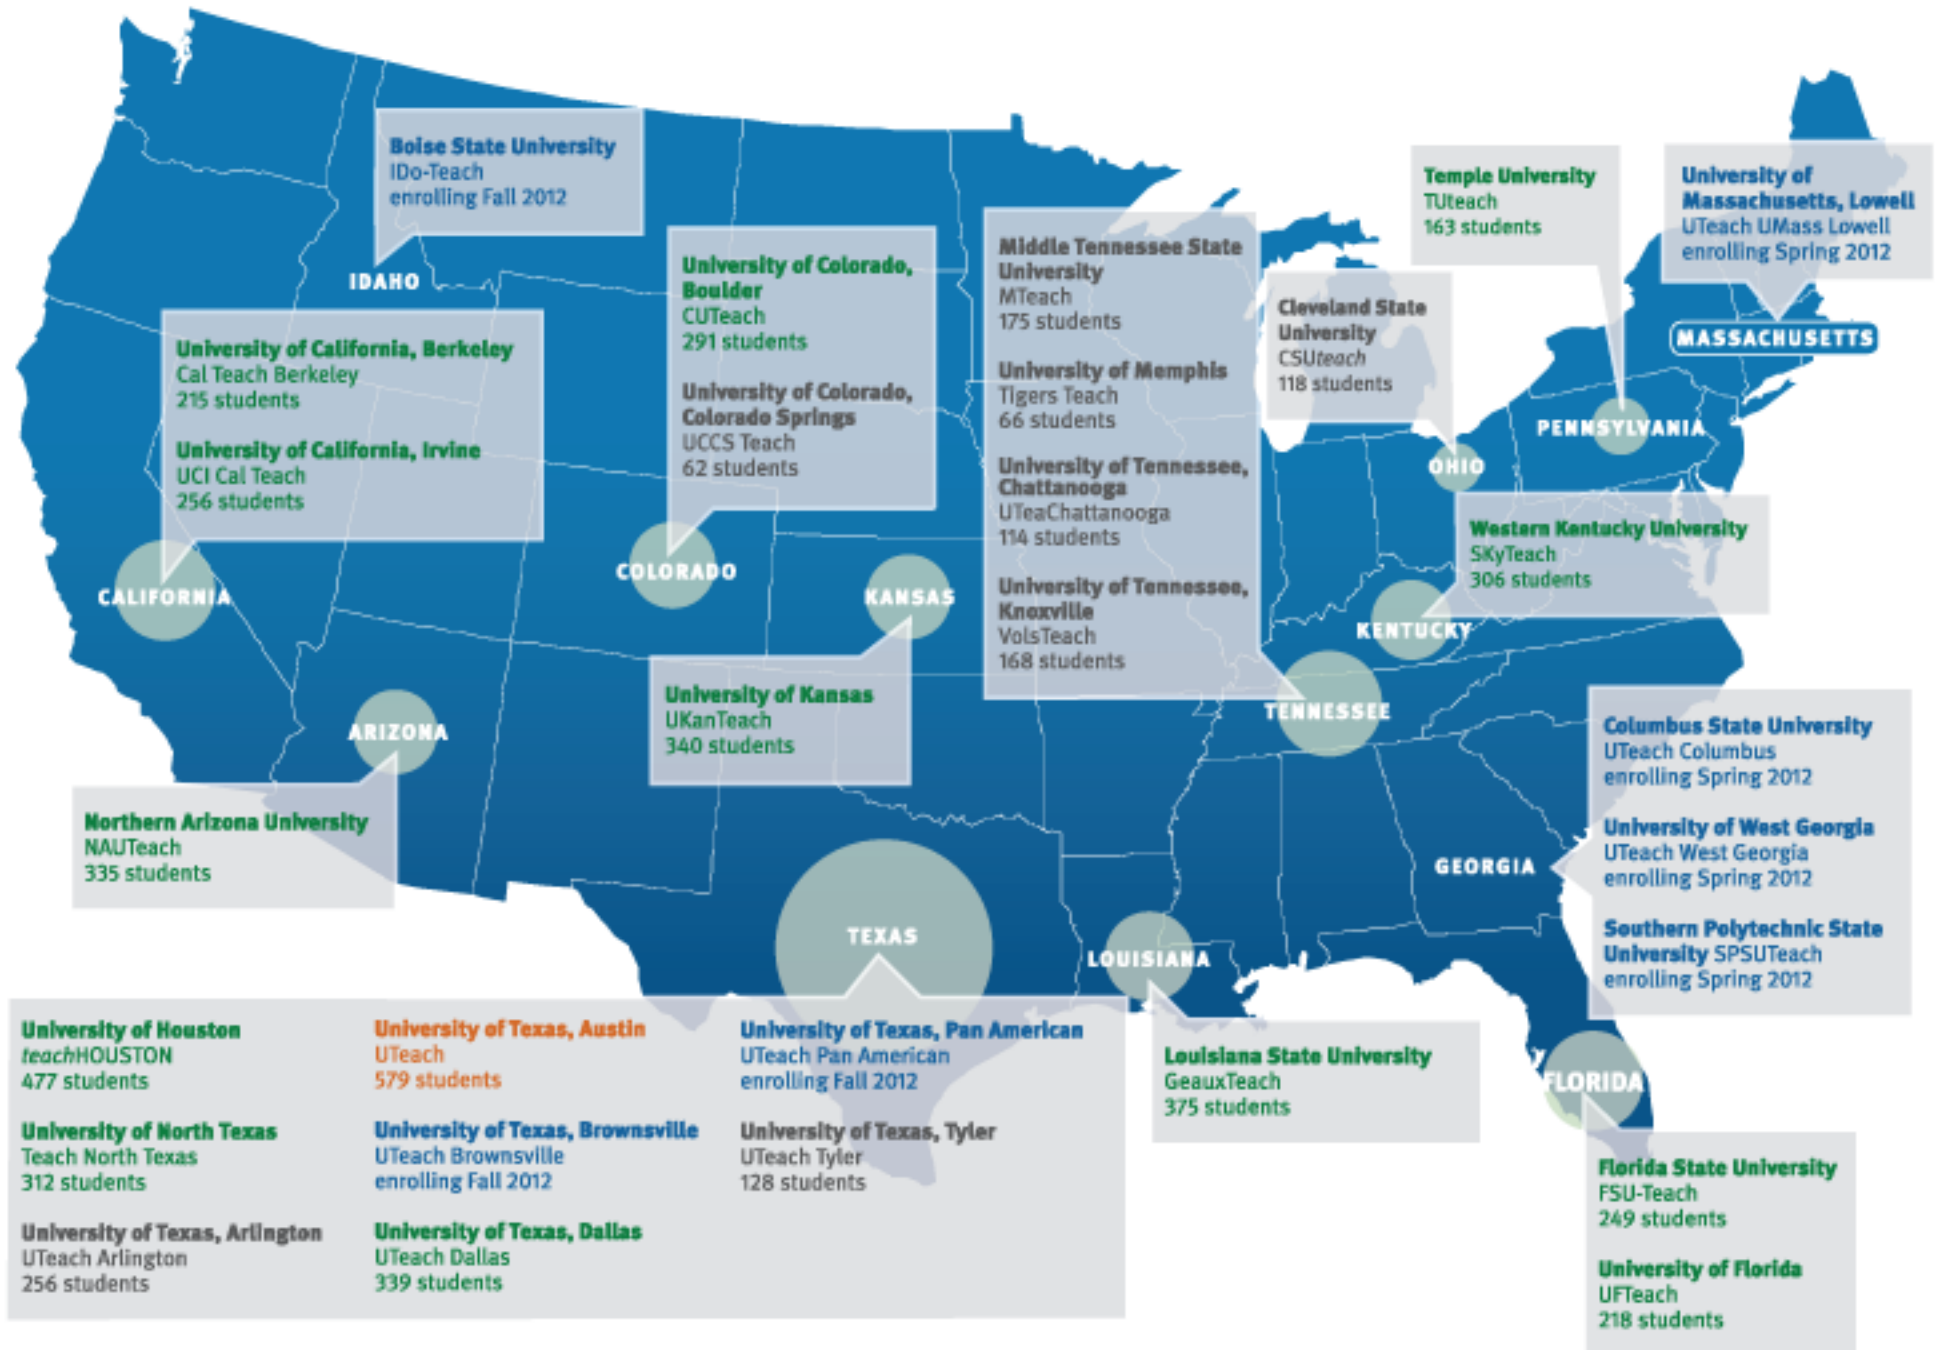 Boise State University
IDo-Teach
enrolling Fall 2012
IDAHO
University of California, Berkeley
Cal Teach Berkeley
215 students
University of California, Irvine
UCI Cal Teach
256 students
CALIFORNIA
University of Colorado,
Boulder
CUTeach
291 students
University of Colorado,
Colorado Springs
UCCS Teach
62 students
COLORADO
Middle Tennessee State
University
MTeach
175 students
University of Memphis
Tigers Teach
66 students
University of Tennessee,
Chattanooga
UTeaChattanooga
114 students
University of Tennessee,
Knoxville
VolsTeach
168 students
TENNESSEE
Cleveland State
University
CSUteach
118 students
OHIO
Temple University
TUteach
163 students
PENNSYLVANIA
University of
Massachusetts, Lowell
UTeach UMass Lowell
enrolling Spring 2012
MASSACHUSETTS
Western Kentucky University
SKyTeach
306 students
KENTUCKY
KANSAS
University of Kansas
UKanTeach
340 students
ARIZONA
Northern Arizona University
NAUTeach
335 students
Columbus State University
UTeach Columbus
enrolling Spring 2012
University of West Georgia
UTeach West Georgia
enrolling Spring 2012
Southern Polytechnic State
University SPSUTeach
enrolling Spring 2012
GEORGIA
TEXAS
University of Houston
teachHOUSTON
477 students
University of North Texas
Teach North Texas
312 students
University of Texas, Arlington
UTeach Arlington
256 students
University of Texas, Austin
UTeach
579 students
University of Texas, Brownsville
UTeach Brownsville
enrolling Fall 2012
University of Texas, Dallas
UTeach Dallas
339 students
University of Texas, Pan American
UTeach Pan American
enrolling Fall 2012
University of Texas, Tyler
UTeach Tyler
128 students
LOUISIANA
Louisiana State University
GeauxTeach
375 students
FLORIDA
Florida State University
FSU-Teach
249 students
University of Florida
UFTeach
218 students